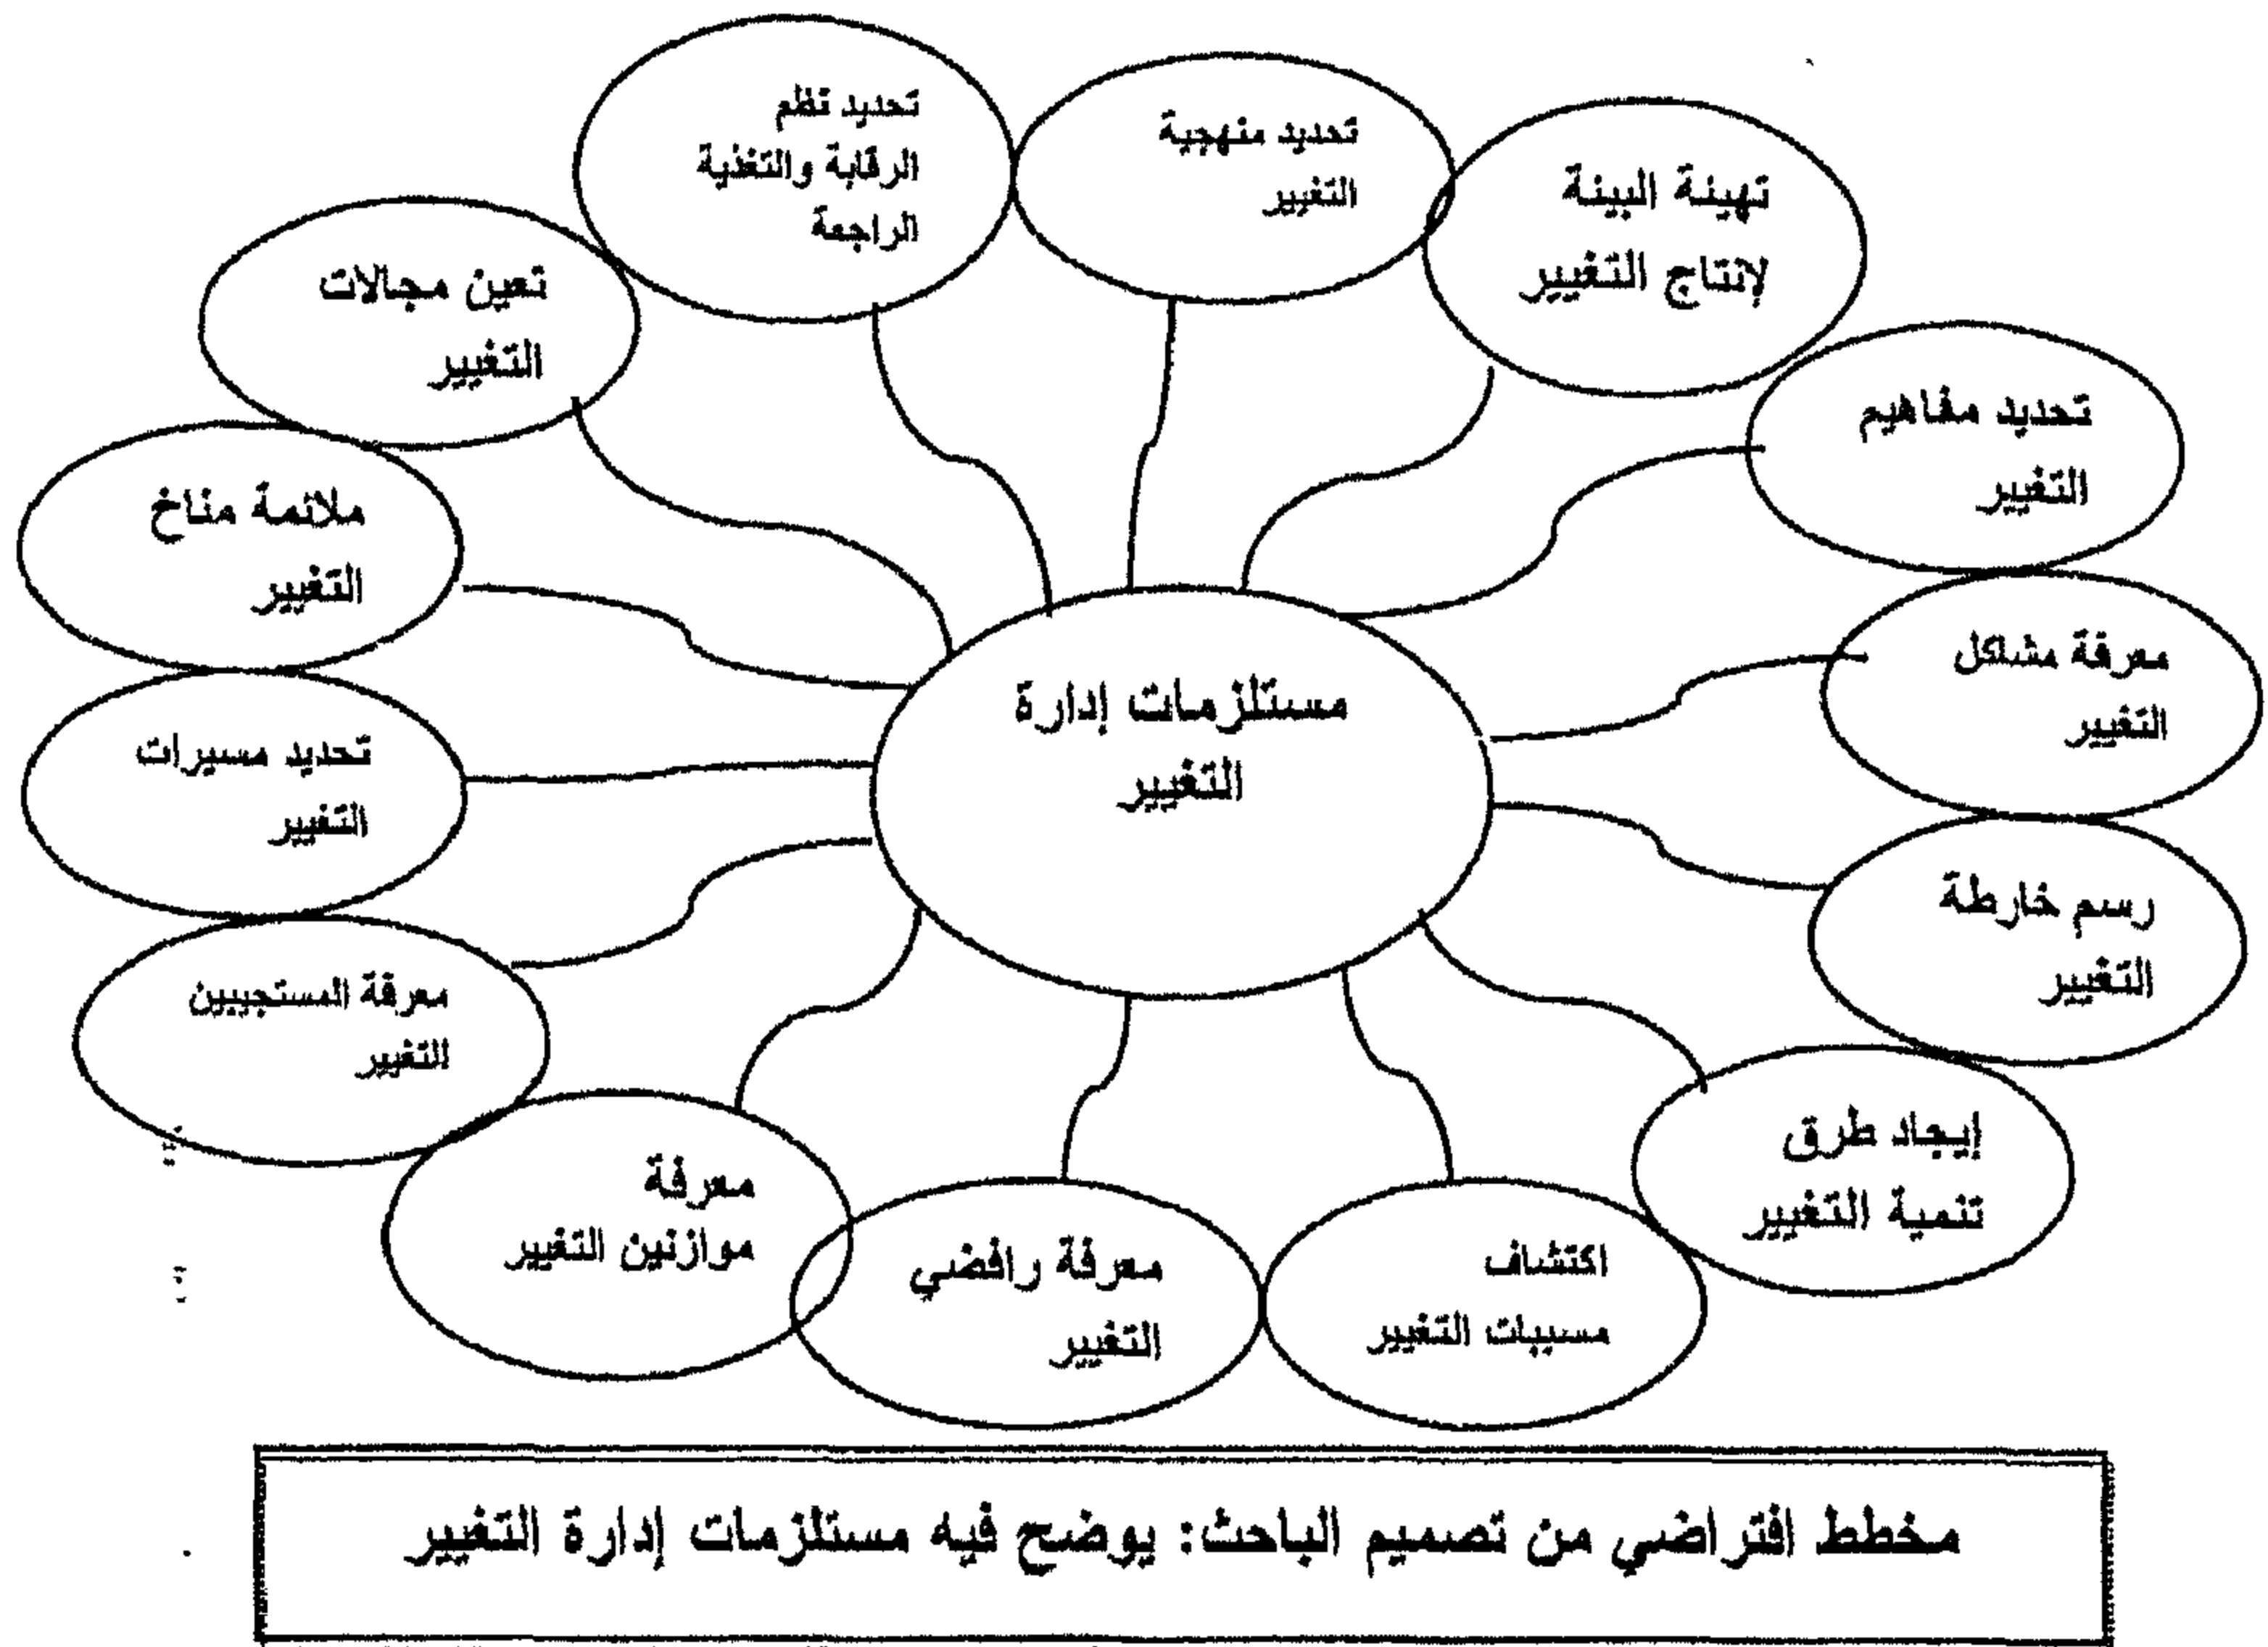 تحديد نظم
الرقابة والتغذية
الراجعة
تحديد منهجية
التغيير
تهيئة البيئة
لإنتاج التغيير
تحديد مفاهيم
التغيير
معرفة مشاكل
التغيير
رسم خارطة
التغيير
إيجاد طرق
تنمية التغيير
اكتشاف
مسببات التغيير
معرفة رافضي
التغيير
معرفة
موازنين التغيير
معرفة المستجيبين
للتغيير
تحديد مسيرات
التغيير
ملائمة مناخ
التغيير
تعين مجالات
التغيير
مستلزمات إدارة
التغيير
مخطط افتراضي من تصميم الباحث: يوضح فيه مستلزمات إدارة التغيير